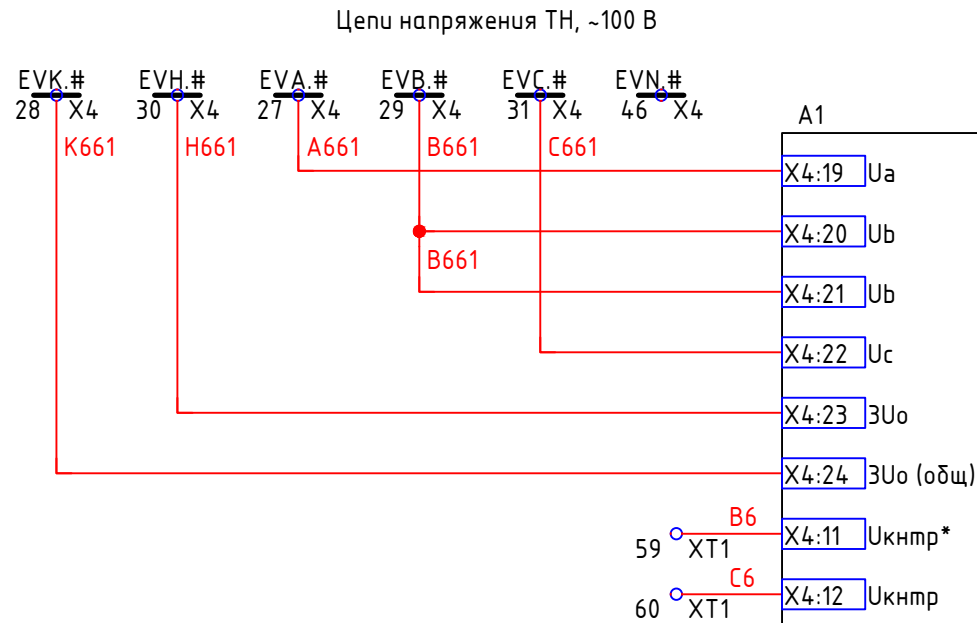 Цепи напряжения ТН, ~100 В
EVK.# EVH.# EVA.# EVB.# EVC.# EVN.#
28 X4 30 X4 27 X4 29 X4 31 X4 46 X4
A1
K661 H661 A661 B661 C661
X4:19 Ua
X4:20 Ub
B661
X4:21 Ub
X4:22 Uc
X4:23 3Uo
X4:24 3Uo (общ)
B6
59 XT1 X4:11 Uкнтр*
C6
60 XT1 X4:12 Uкнтр